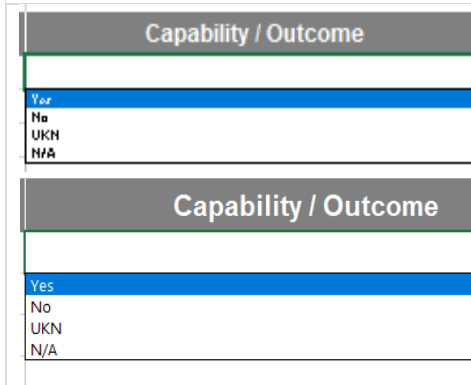 Capability / Outcome
Yes
No
UKN
N/A
Capability / Outcome
Yes
No
UKN
N/A